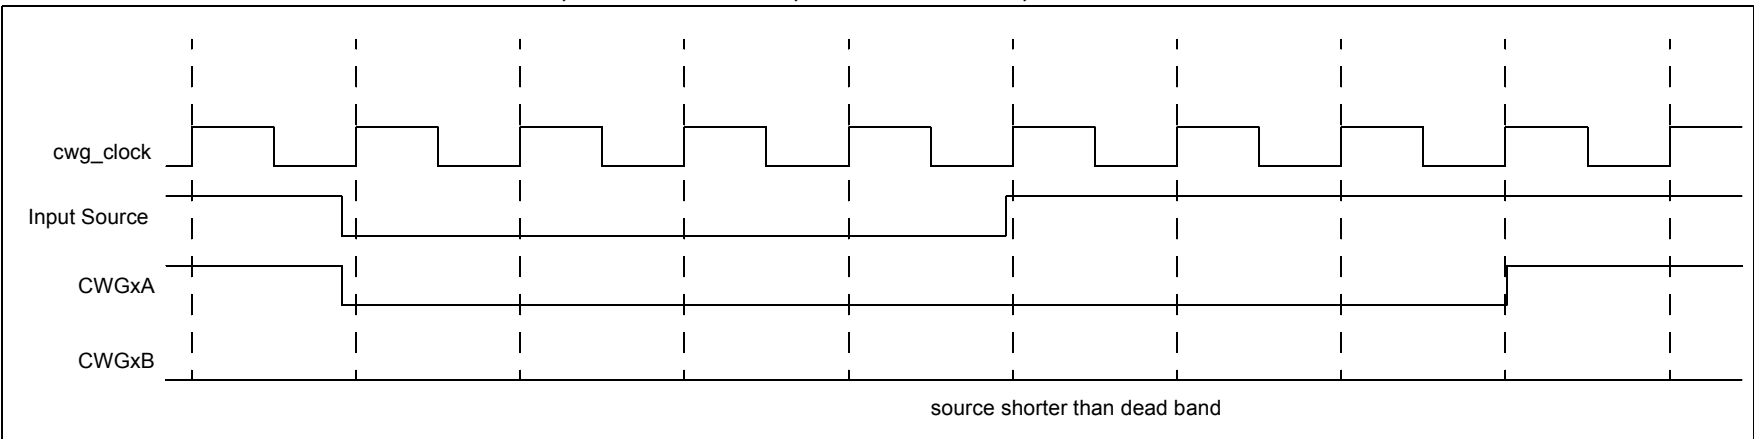 cwg_clock
Input Source
CWGxA
CWGxB
source shorter than dead band